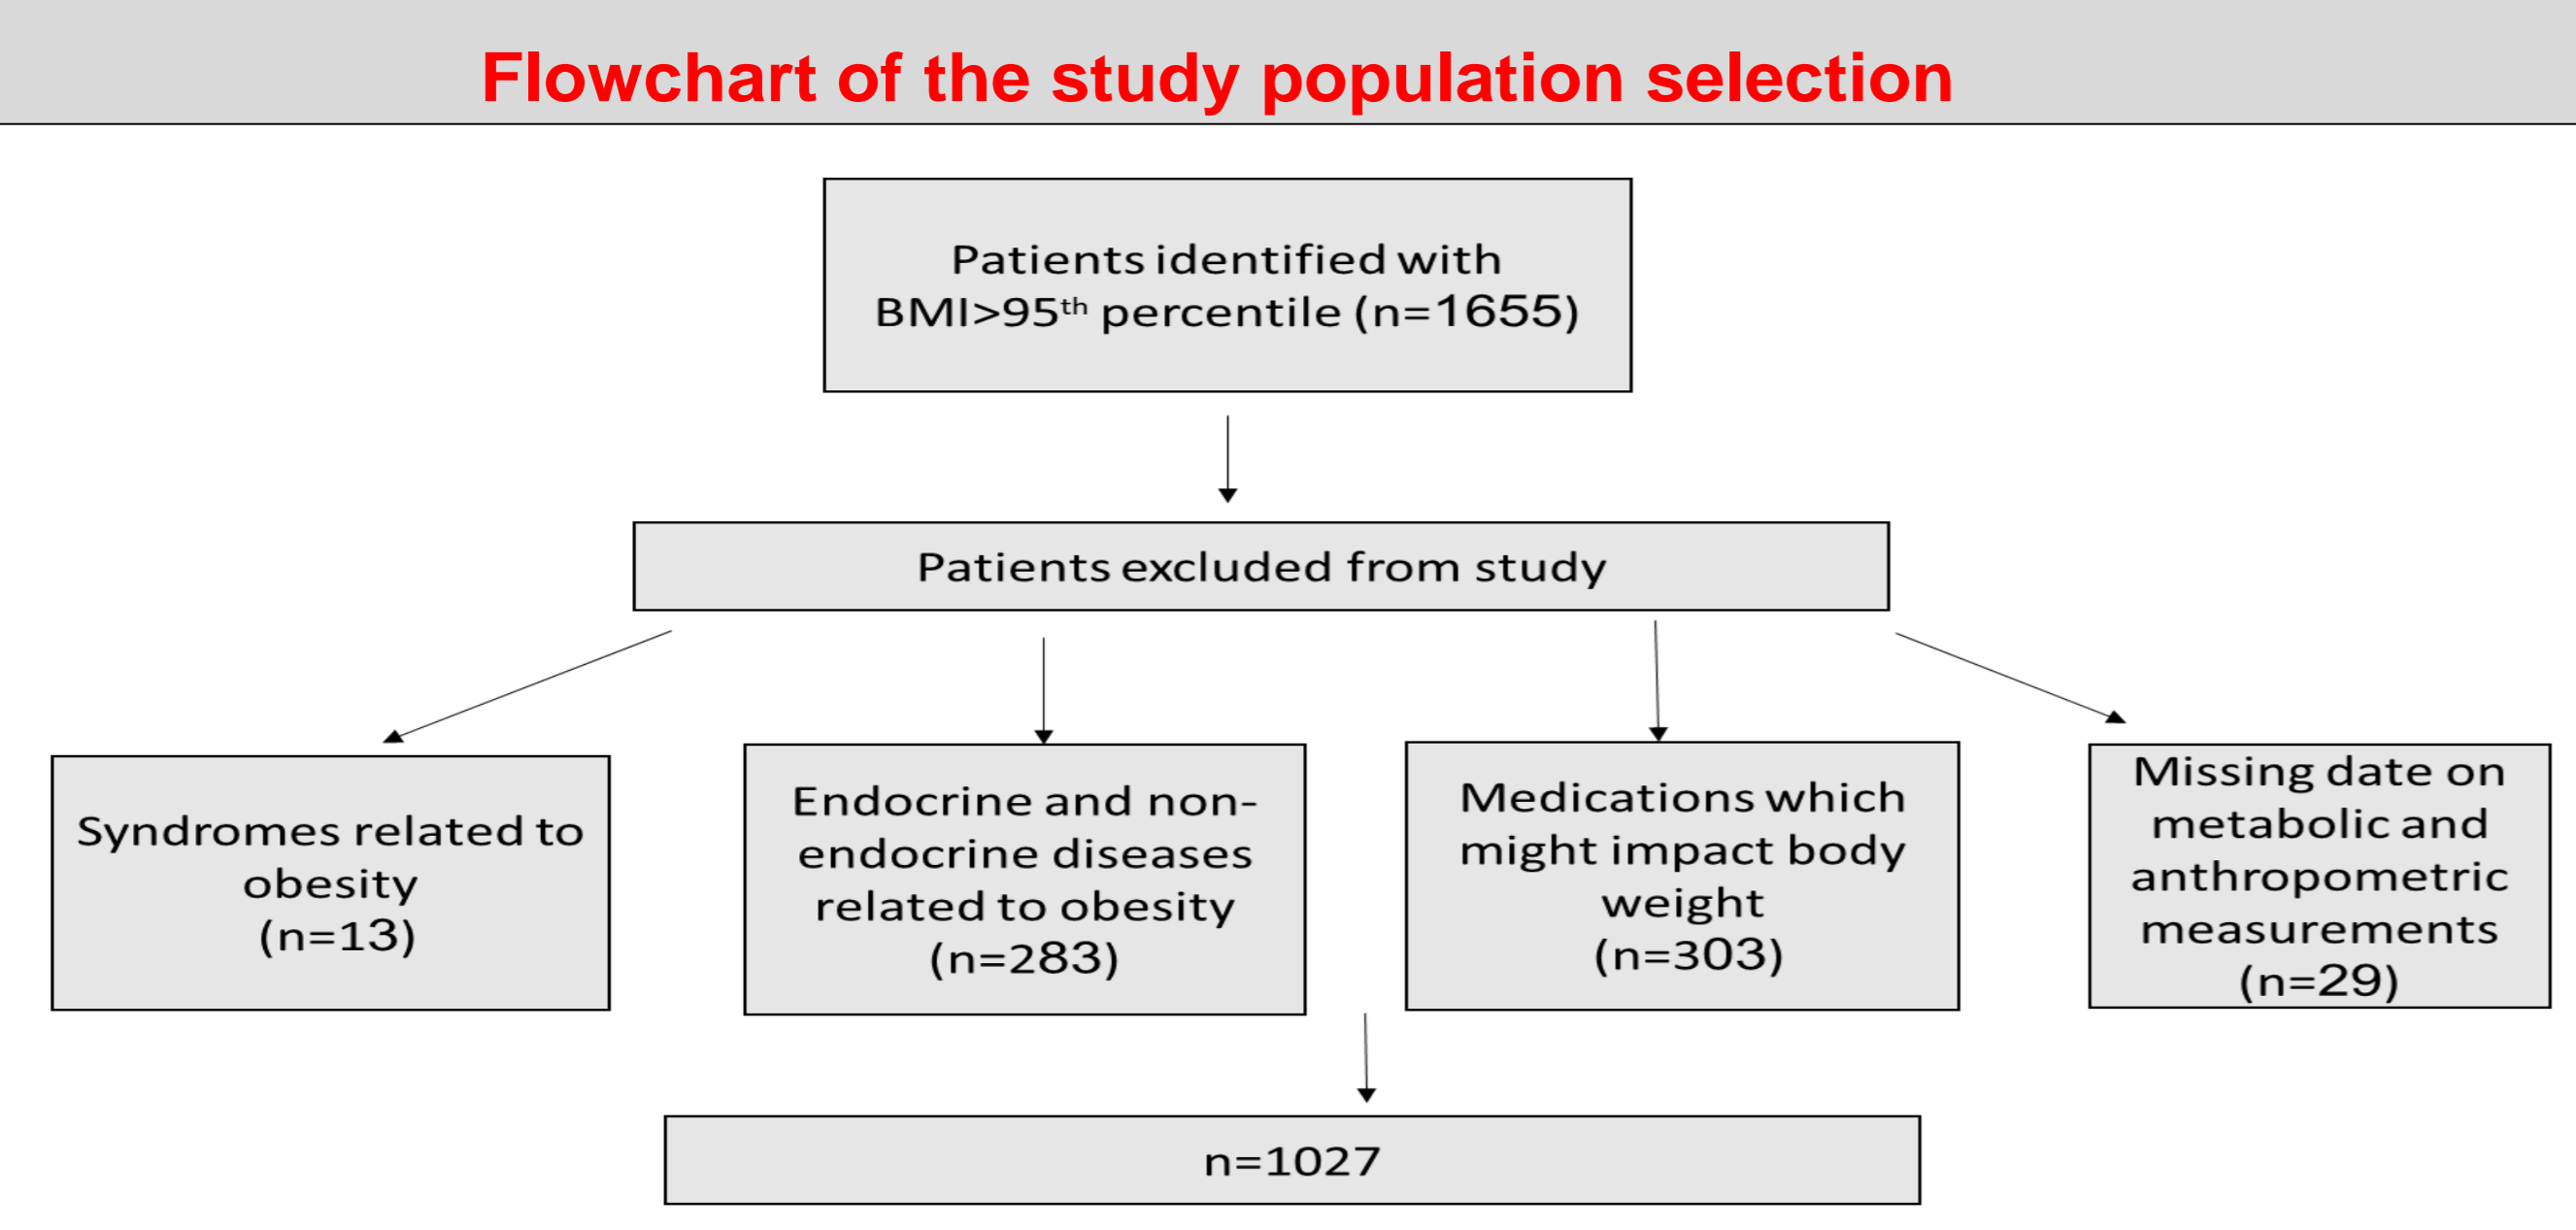 Flowchart of the study population selection
Patients identified with
BMI>95th percentile (n=1655)
Patients excluded from study
Syndromes related to
obesity
(n=13)
Endocrine and non-
endocrine diseases
related to obesity
(n=283)
Medications which
might impact body
weight
(n=303)
Missing date on
metabolic and
anthropometric
measurements
(n=29)
n=1027